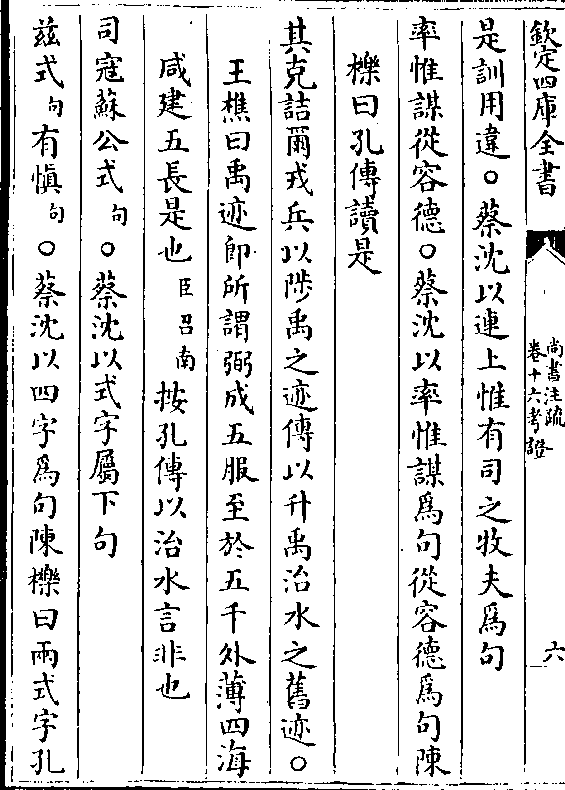 欽定四庫全書
尚書注疏
卷十六考證
六
是訓用違〇蔡沈以連上惟有司之牧夫爲句
率惟謀從容德〇蔡沈以率惟謀爲句從容德爲句陳
櫟曰孔傳讀是
其克詰爾戎兵以陟禹之迹傳以升禹治水之舊迹〇
王樵曰禹迹即所謂弼成五服至於五千外薄四海
咸建五長是也臣召南按孔傳以治水言非也
司寇蘇公式句〇蔡沈以式字屬下句
兹式句有慎句〇蔡沈以四字爲句陳櫟曰兩式字孔